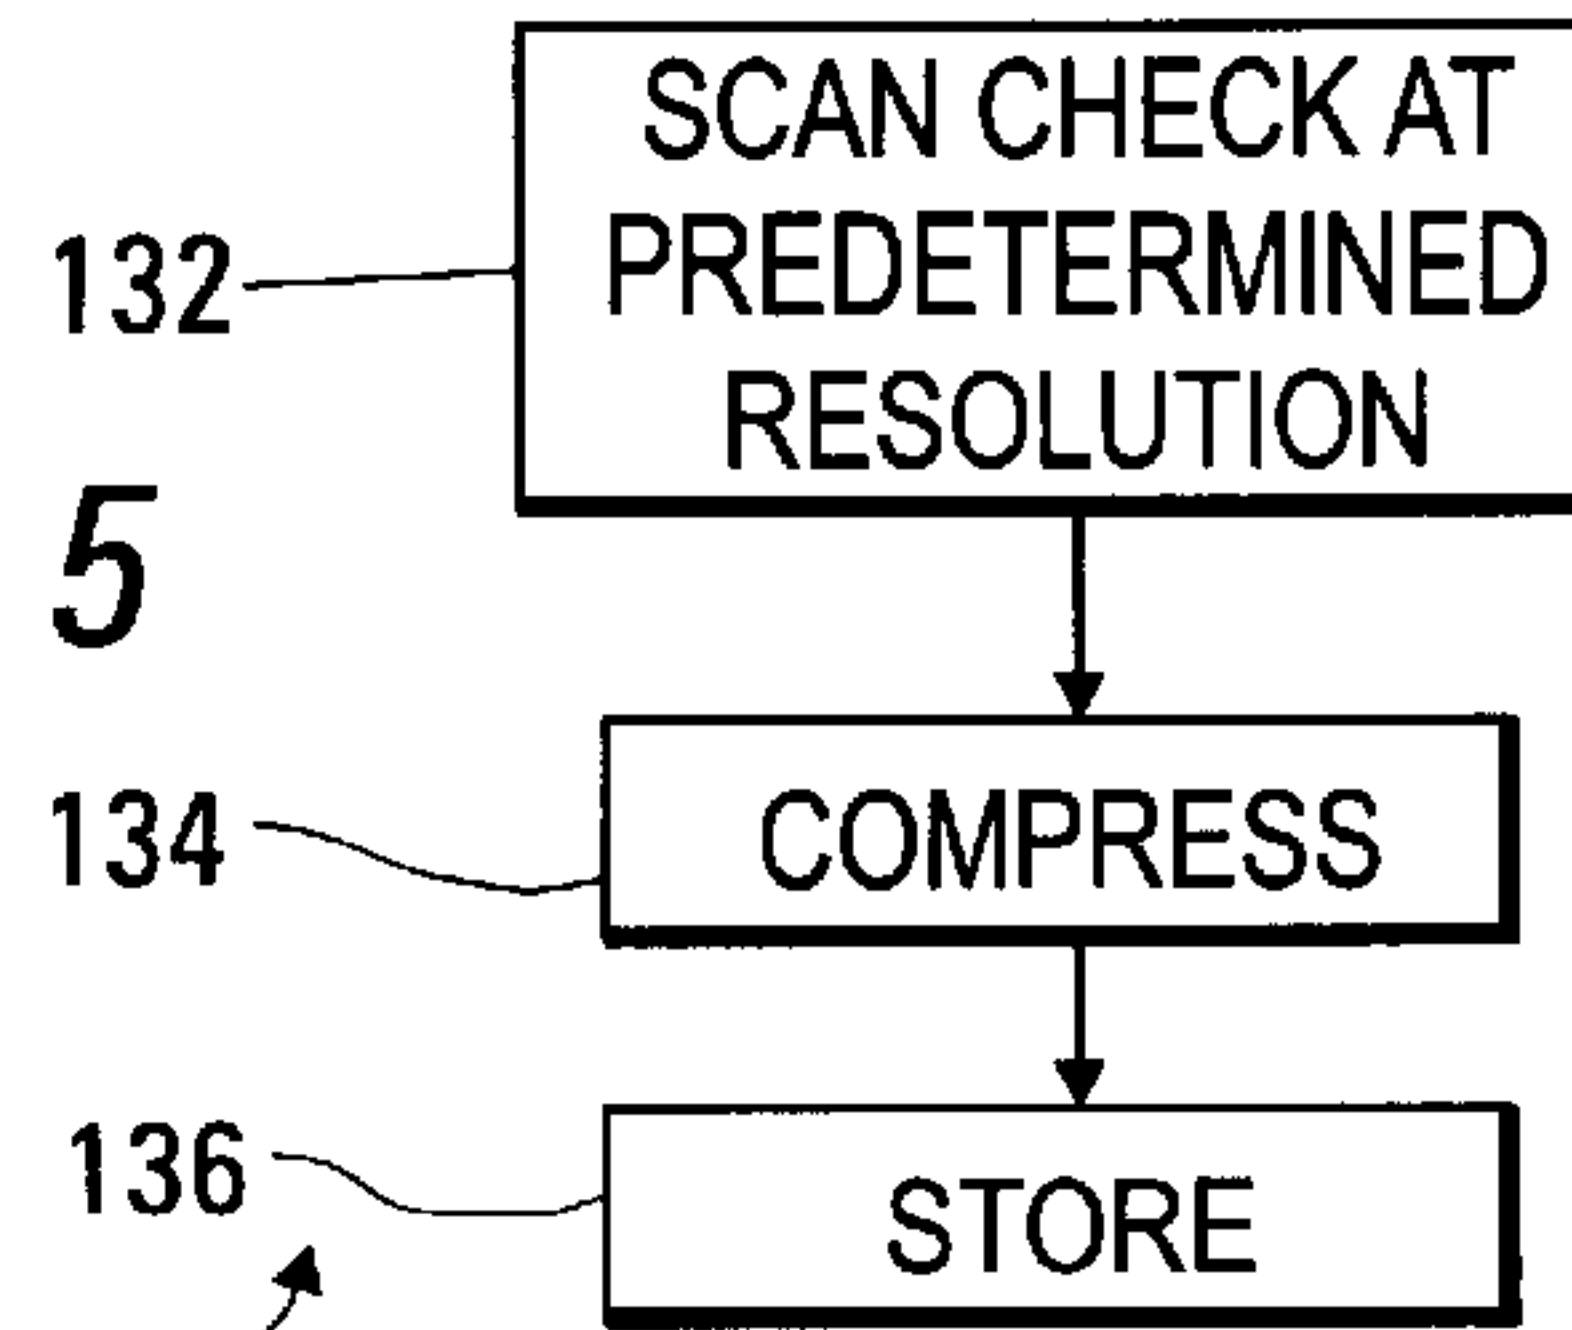 SCAN CHECK AT
PREDETERMINED
RESOLUTION
132
5
COMPRESS
134
STORE
136